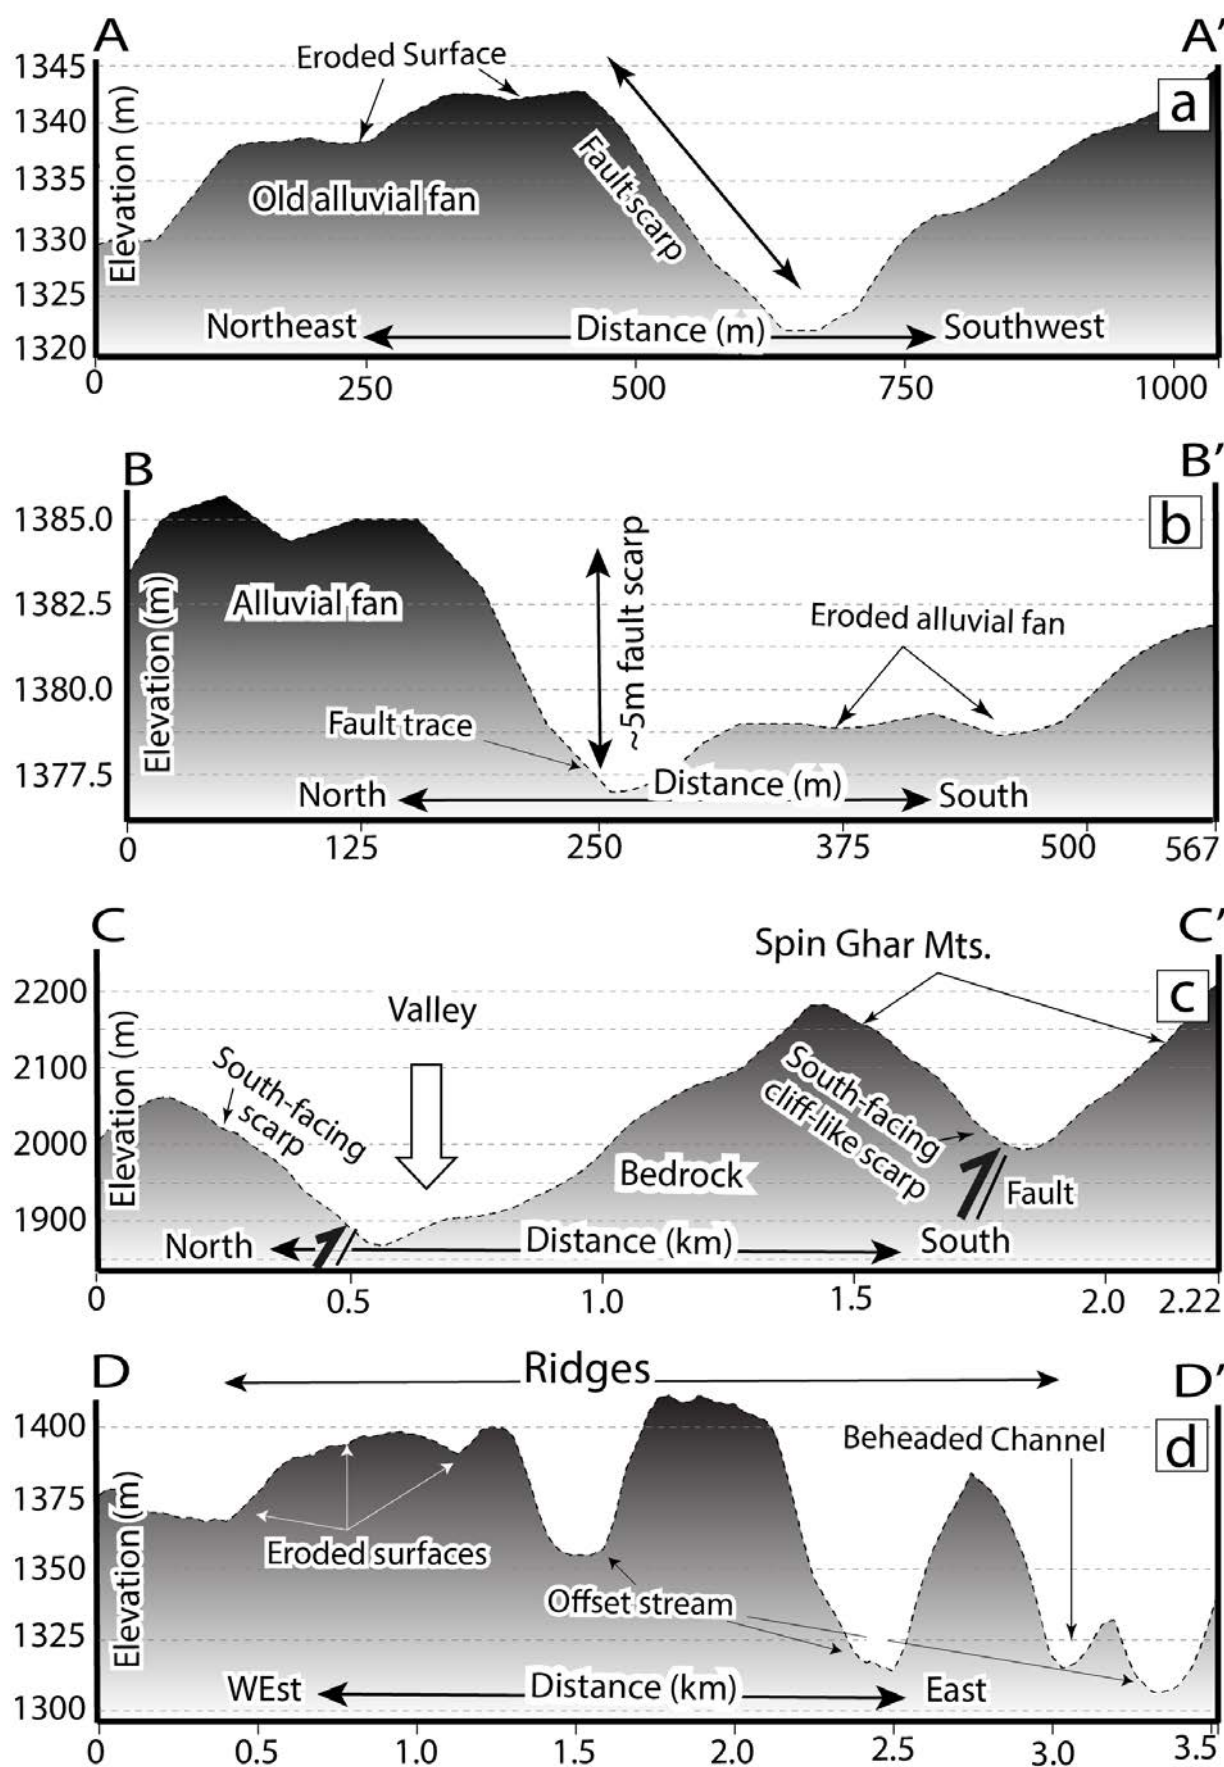 A
A’
Eroded Surface
a
1345
1340
1335
1330
1325
1320
Elevation (m)
Old alluvial fan
Fault scarp
Northeast
Distance (m)
Southwest
0
250
500
750
1000
B
B’
b
1385.0
1382.5
1380.0
1377.5
Elevation (m)
Alluvial fan
~5m fault scarp
Eroded alluvial fan
Fault trace
North
Distance (m)
South
0
125
250
375
500
567
C
C’
Spin Ghar Mts.
c
2200
2100
2000
1900
Elevation (m)
Valley
South-facing
scarp
South-facing
cliff-like scarp
Bedrock
Fault
North
Distance (km)
South
0
0.5
1.0
1.5
2.0
2.22
D
Ridges
D’
Beheaded Channel
d
1400
1375
1350
1325
1300
Elevation (m)
Eroded surfaces
Offset stream
WEst
Distance (km)
East
0
0.5
1.0
1.5
2.0
2.5
3.0
3.5